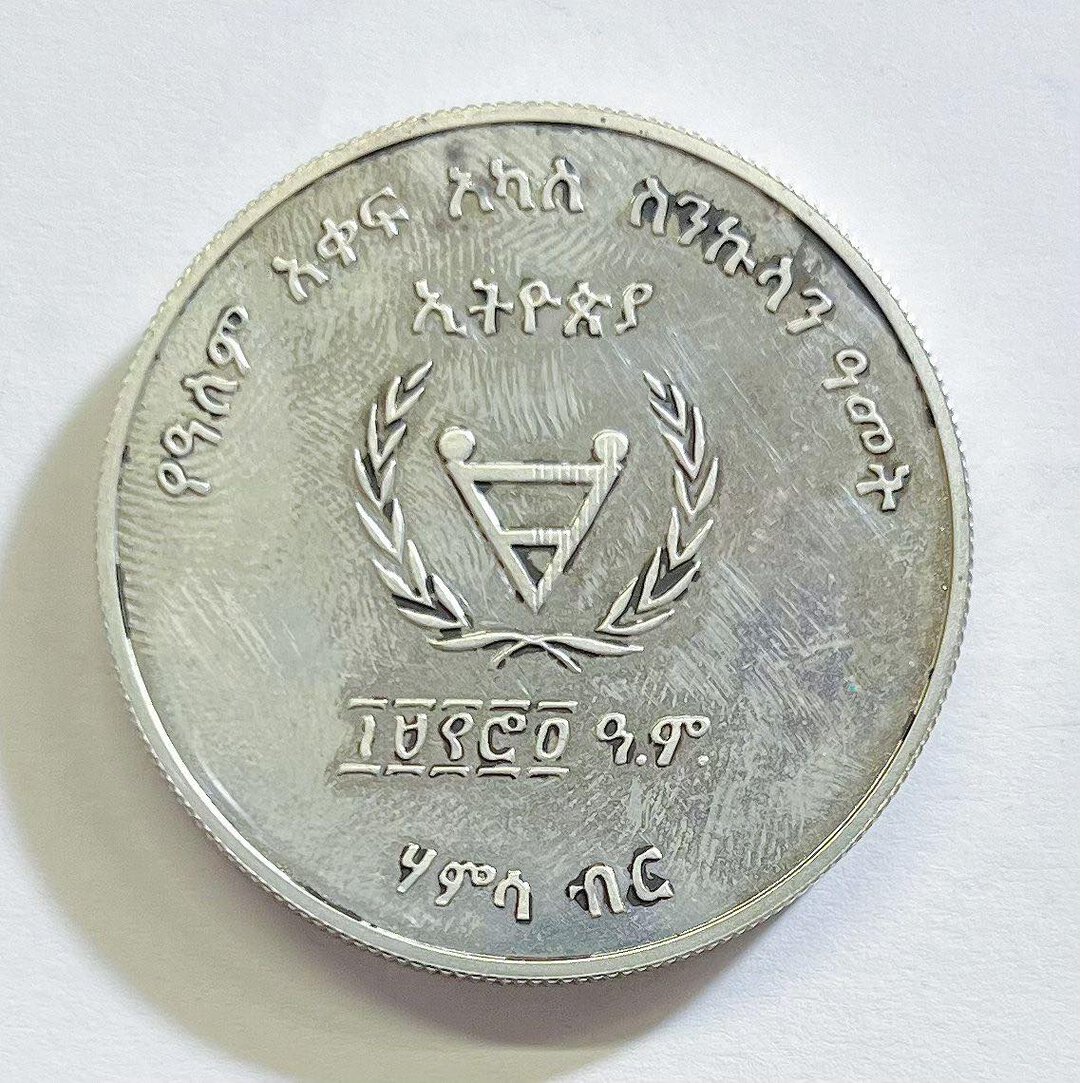 የዓለም አቀፍ አካለ ስንኩላን ዓመት
ኢትዮጵያ
፲፱፻፸፬ ዓ.ም.
ሃምሳ ብር